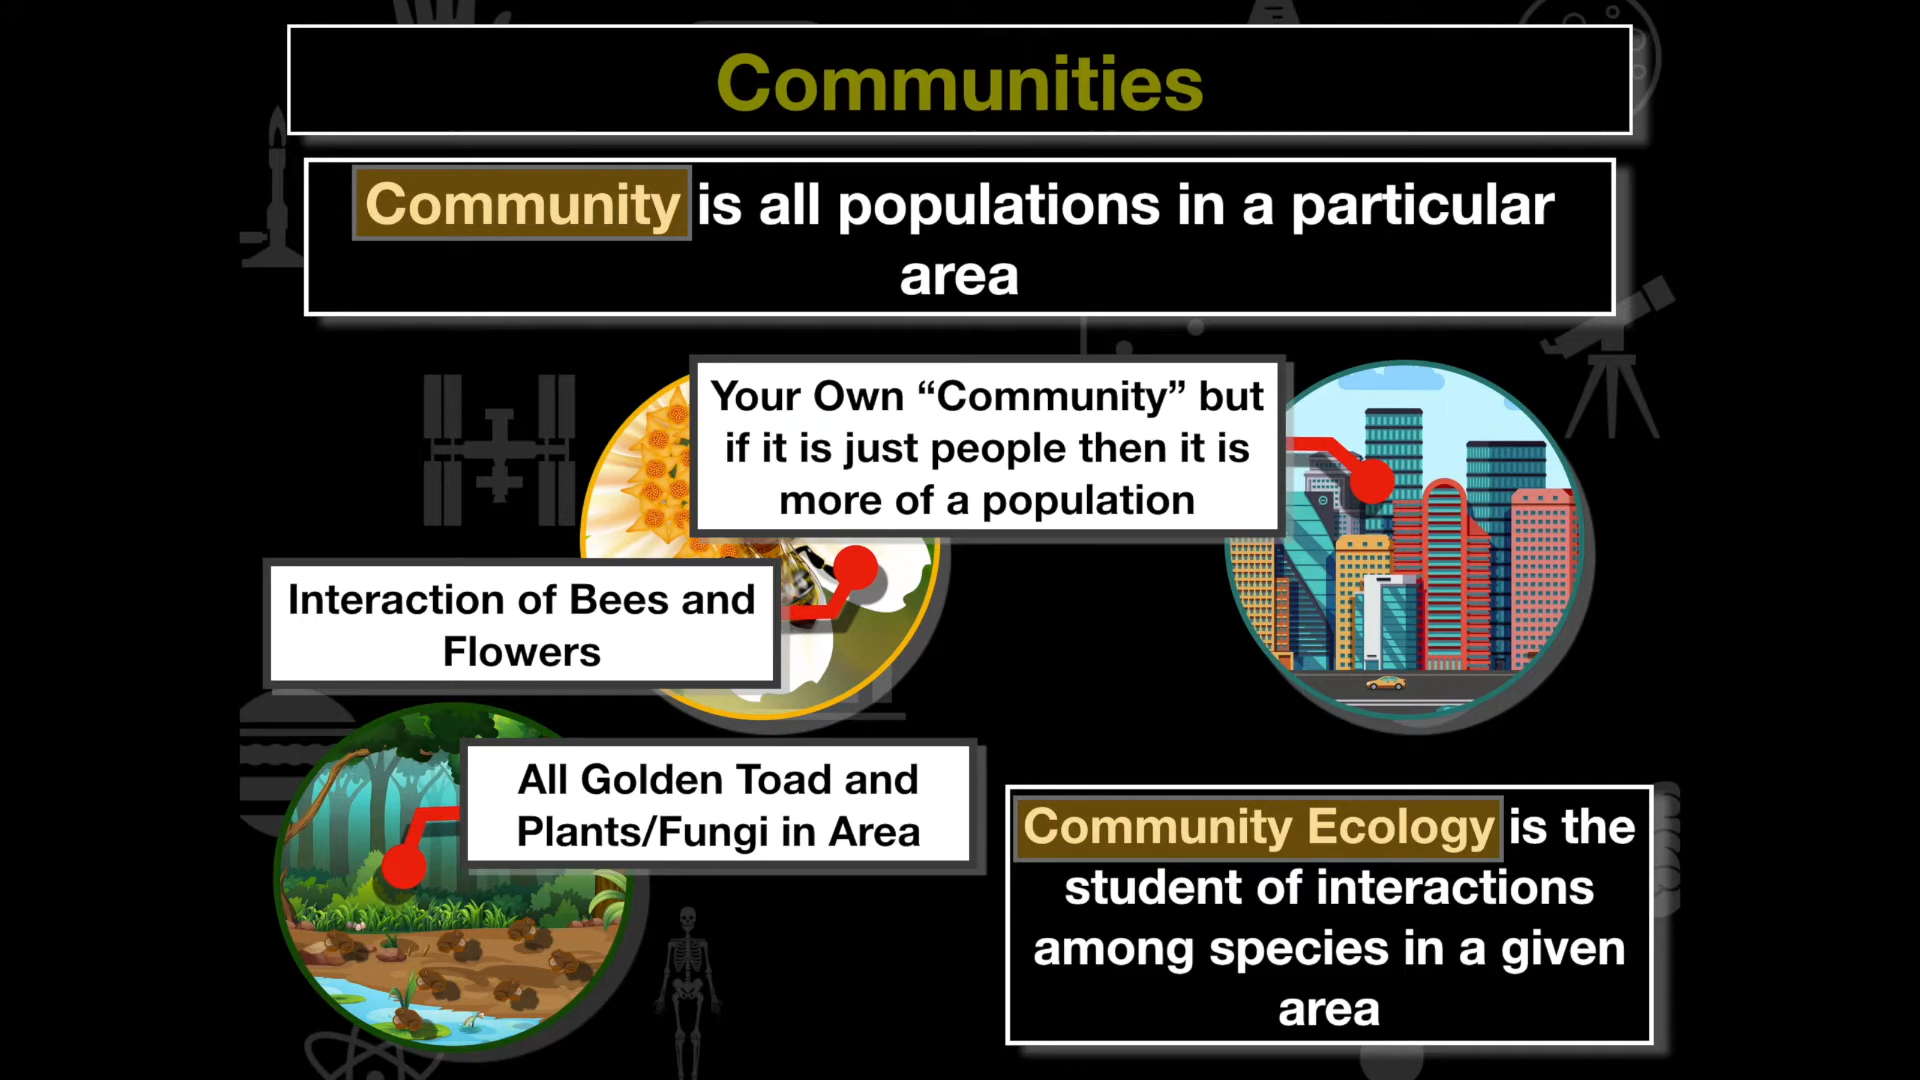 Communities
Community is all populations in a particular
area
Your Own “Community” but
if it is just people then it is
more of a population
Interaction of Bees and
Flowers
All Golden Toad and
Plants/Fungi in Area
Community Ecology is the
student of interactions
among species in a given
area